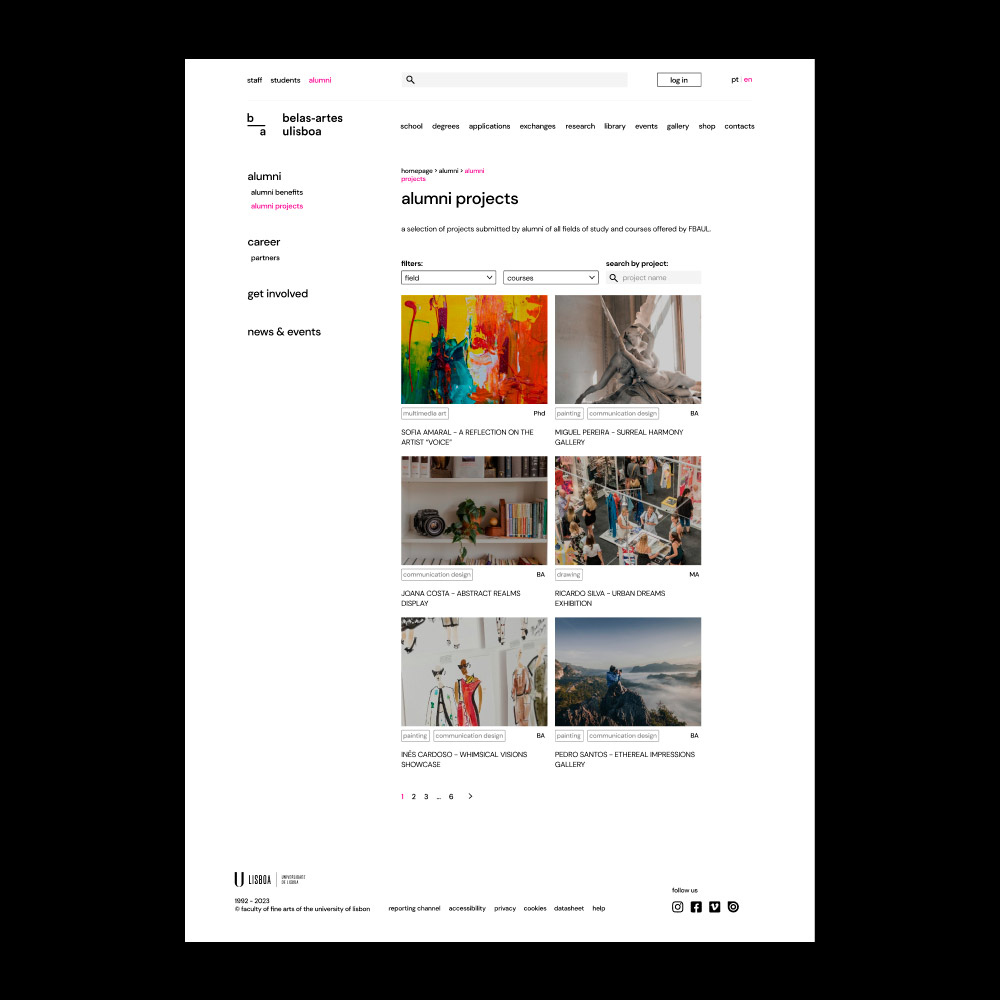 staff students alumni
log in
pt | en
b
a
belas-artes
ulisboa
school degrees applications exchanges research library events gallery shop contacts
alumni
alumni benefits
alumni projects
career
partners
get involved
news & events
homepage > alumni > alumni
projects
alumni projects
a selection of projects submitted by alumni of all fields of study and courses offered by FBAUL.
filters:
search by project:
field
courses
project name
multimedia art
Phd
SOFIA AMARAL - A REFLECTION ON THE
ARTIST "VOICE"
painting communication design
BA
MIGUEL PEREIRA - SURREAL HARMONY
GALLERY
communication design
BA
JOANA COSTA - ABSTRACT REALMS
DISPLAY
drawing
MA
RICARDO SILVA - URBAN DREAMS
EXHIBITION
painting communication design
BA
INÊS CARDOSO - WHIMSICAL VISIONS
SHOWCASE
painting communication design
BA
PEDRO SANTOS - ETHEREAL IMPRESSIONS
GALLERY
1 2 3 ... 6 >
U LISBOA
UNIVERSIDADE
DE LISBOA
1992 - 2023
© faculty of fine arts of the university of lisbon
reporting channel accessibility privacy cookies datasheet help
follow us